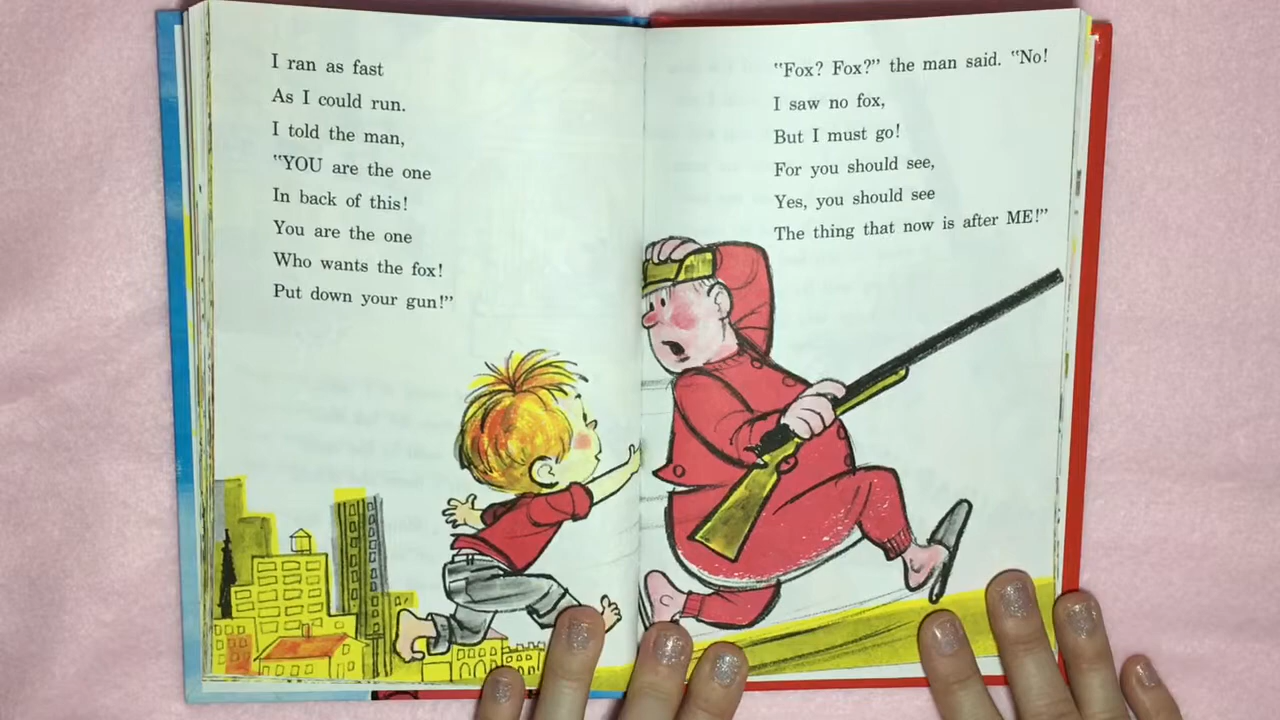 I ran as fast
As I could run.
I told the man,
"YOU are the one
In back of this!
You are the one
Who wants the fox!
Put down your gun!"
"Fox? Fox?" the man said. "No!
I saw no fox,
But I must go!
For you should see,
Yes, you should see
The thing that now is after ME!"